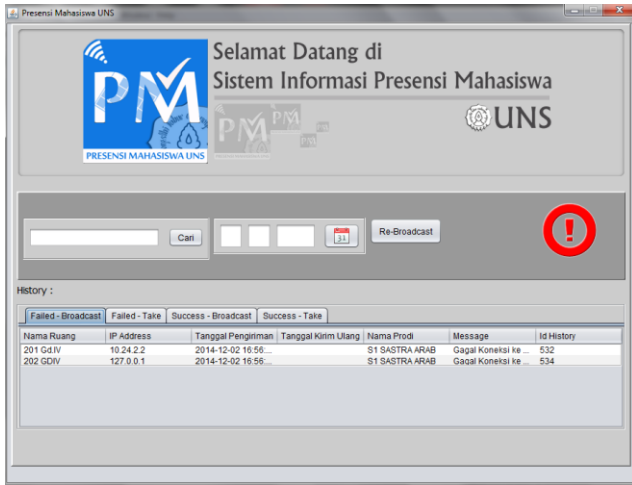 Presensi Mahasiswa UNS
PM
PRESENSI MAHASISWA UNS
Selamat Datang di
Sistem Informasi Presensi Mahasiswa
PM PM
PM
UNS
Cari
31
Re-Broadcast
!
History :
Failed - Broadcast Failed - Take Success - Broadcast Success - Take
Nama Ruang IP Address Tanggal Pengiriman Tanggal Kirim Ulang Nama Prodi Message Id History
201 Gd.IV 10.24.2.2 2014-12-02 16:56:... S1 SASTRA ARAB Gagal Koneksi ke ... 532
202 GDIV 127.0.0.1 2014-12-02 16:56:... S1 SASTRA ARAB Gagal Koneksi ke ... 534